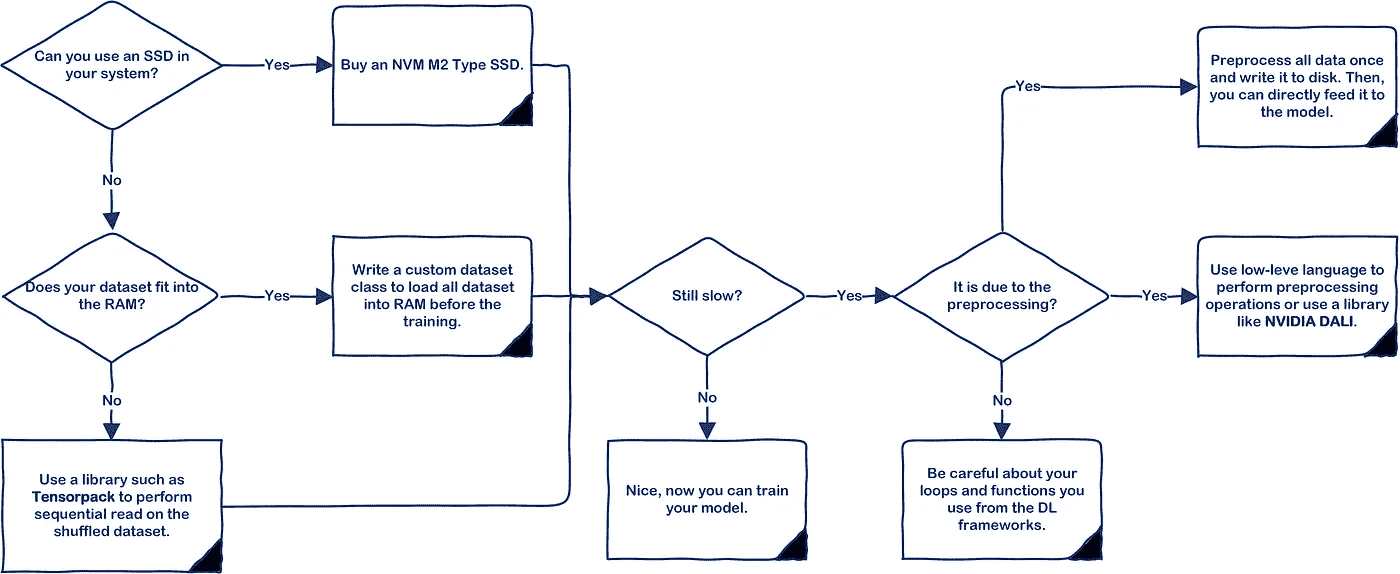 Can you use an SSD in
your system?
Yes
Buy an NVM M2 Type SSD.
No
Does your dataset fit into
the RAM?
Yes
Write a custom dataset
class to load all dataset
into RAM before the
training.
No
Use a library such as
Tensorpack to perform
sequential read on the
shuffled dataset.
Still slow?
Yes
No
Nice, now you can train
your model.
It is due to the
preprocessing?
Yes
Preprocess all data once
and write it to disk. Then,
you can directly feed it to
the model.
Yes
Use low-leve language to
perform preprocessing
operations or use a library
like NVIDIA DALI.
No
Be careful about your
loops and functions you
use from the DL
frameworks.